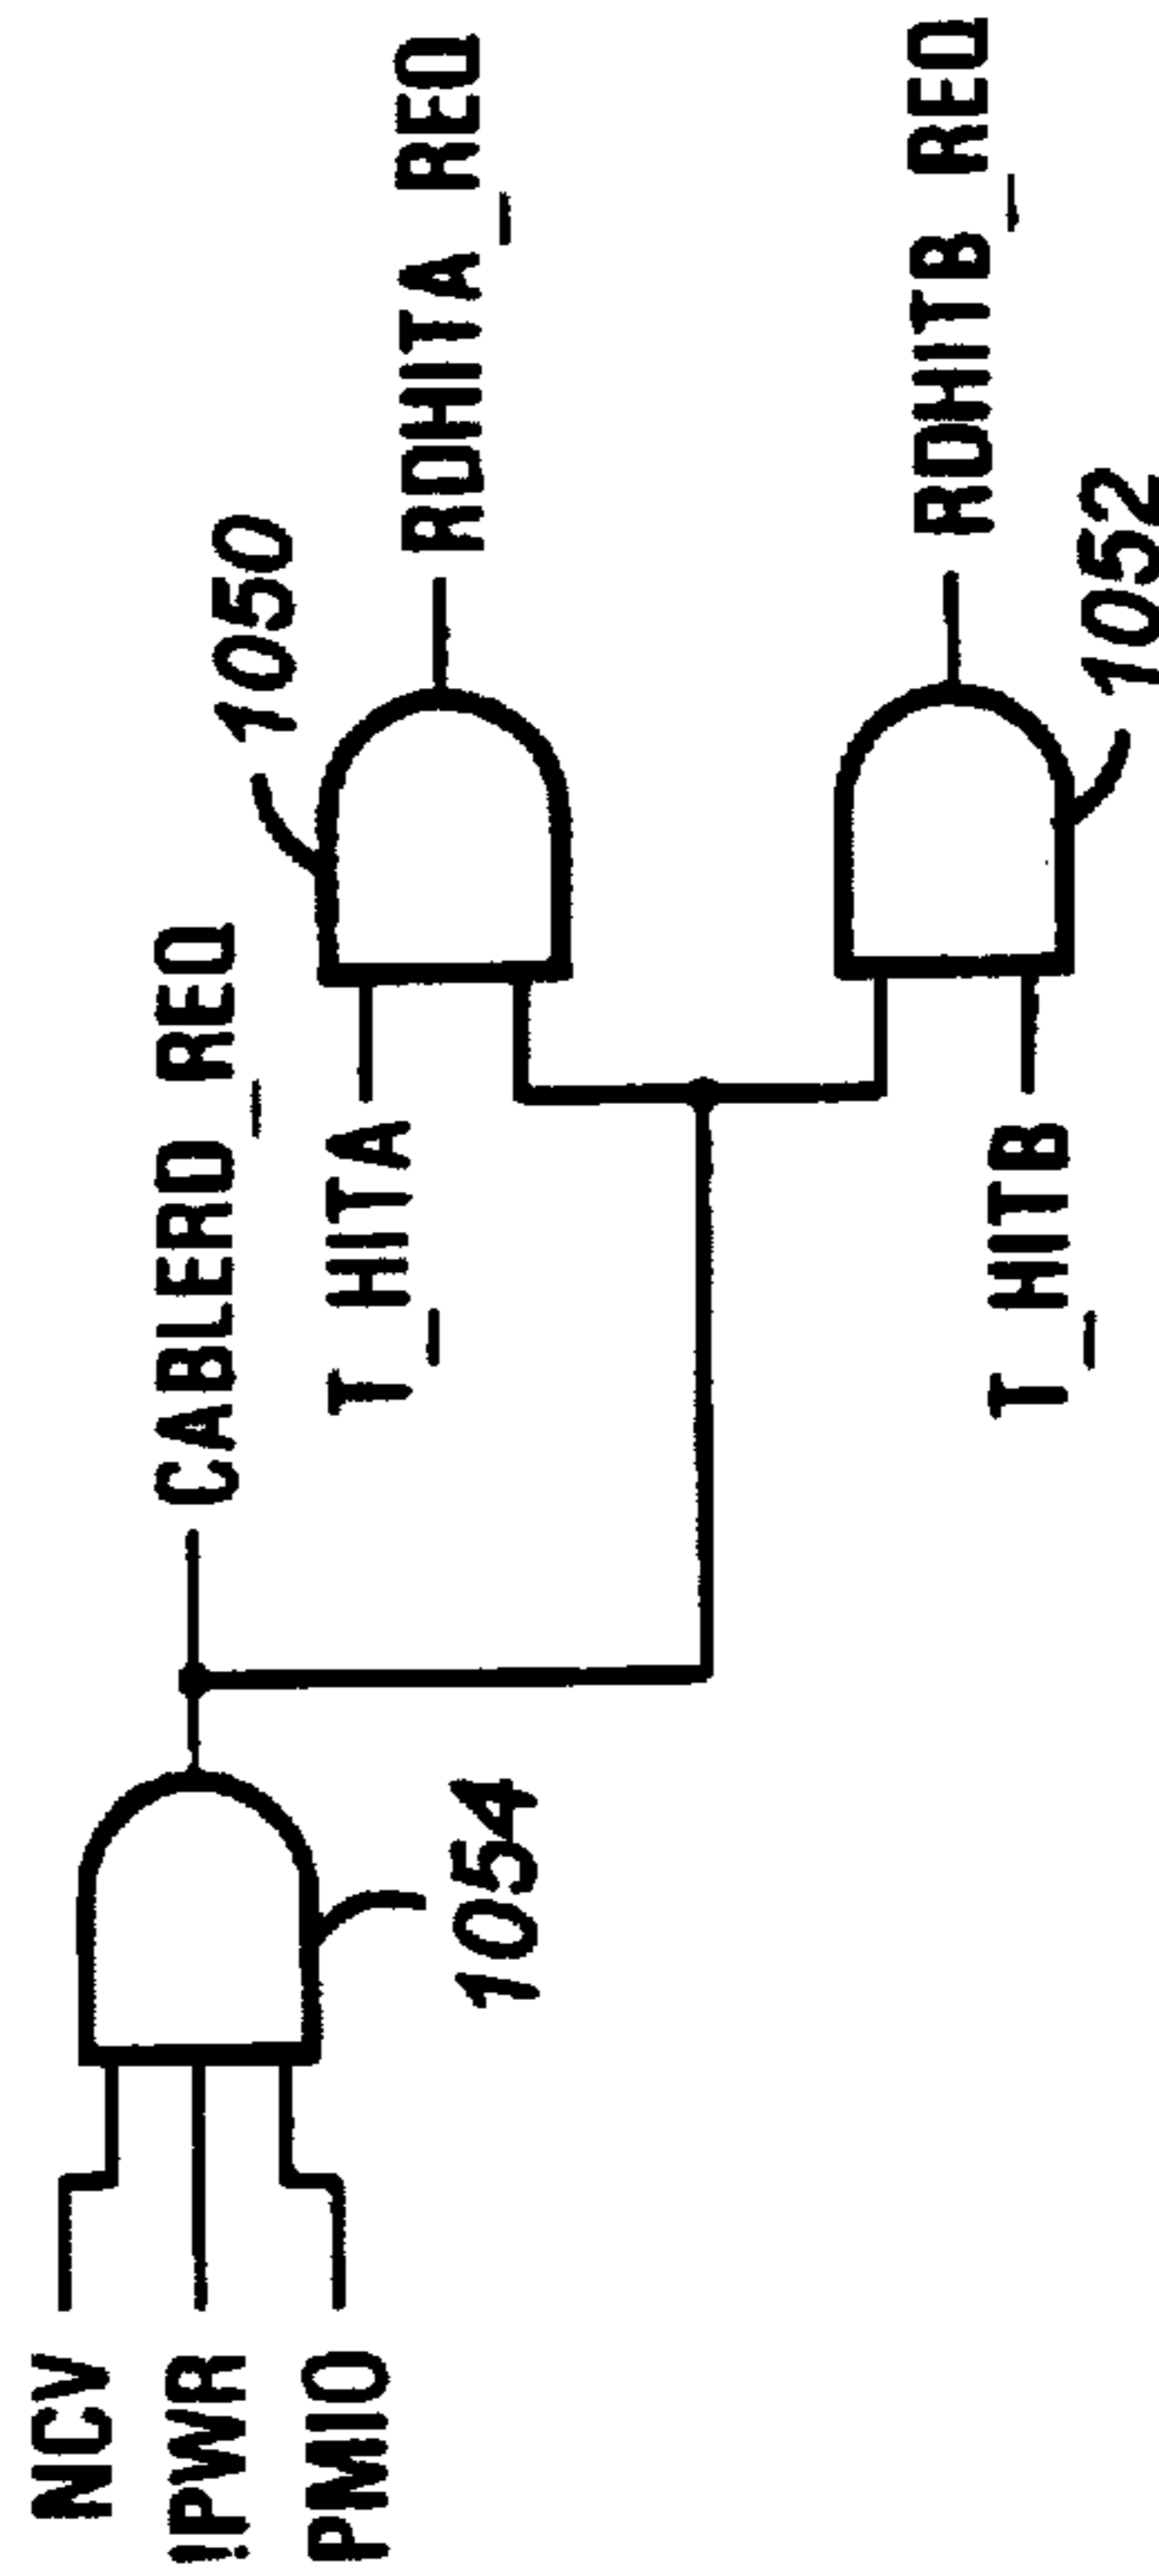 NCV
!PWR
CABLERD_REQ
1050
PMIO
T_HITA
RDHITA_REQ
1054
RDHITB_REQ
T_HITB
1052